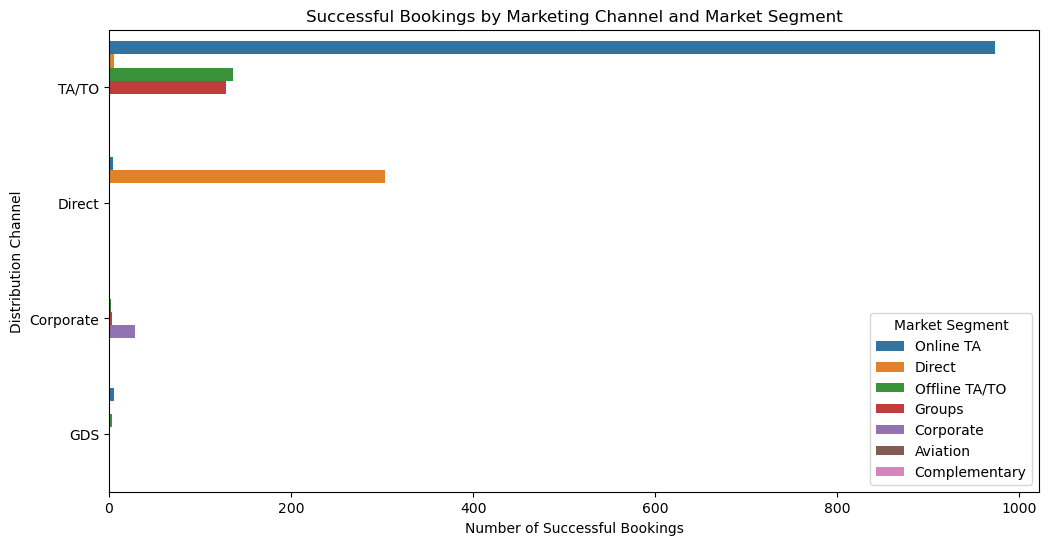 Successful Bookings by Marketing Channel and Market Segment
Distribution Channel
TA/TO
Direct
Corporate
GDS
Market Segment
Online TA
Direct
Offline TA/TO
Groups
Corporate
Aviation
Complementary
0 200 400 600 800 1000
Number of Successful Bookings